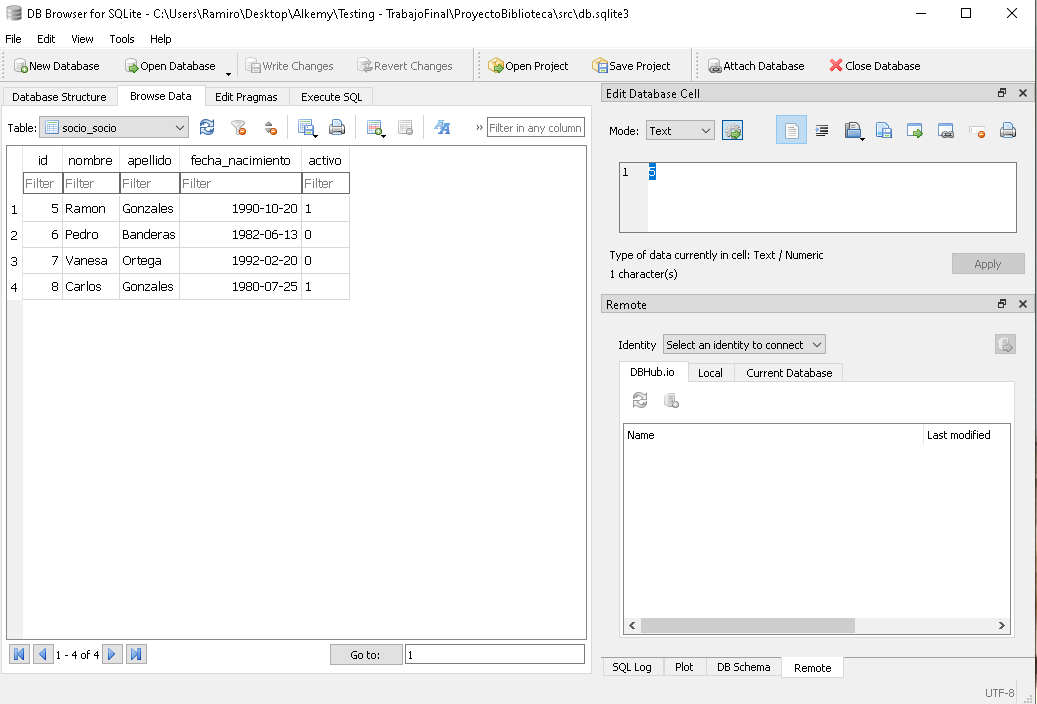 DB Browser for SQLite - C:\Users\Ramiro\Desktop\Alkemy\Testing - TrabajoFinal\ProyectoBiblioteca\src\db.sqlite3
File Edit View Tools Help
New Database Open Database Write Changes Revert Changes Open Project Save Project Attach Database Close Database
Database Structure Browse Data Edit Pragmas Execute SQL
Table: socio_socio » Filter in any column
id nombre apellido fecha_nacimiento activo
Filter Filter Filter Filter Filter
1 5 Ramon Gonzales 1990-10-20 1
2 6 Pedro Banderas 1982-06-13 0
3 7 Vanesa Ortega 1992-02-20 0
4 8 Carlos Gonzales 1980-07-25 1
1 - 4 of 4 Go to: 1
Edit Database Cell
Mode: Text
1 5
Type of data currently in cell: Text / Numeric
1 character(s)
Apply
Remote
Identity Select an identity to connect
DBHub.io Local Current Database
Name Last modified
SQL Log Plot DB Schema Remote
UTF-8